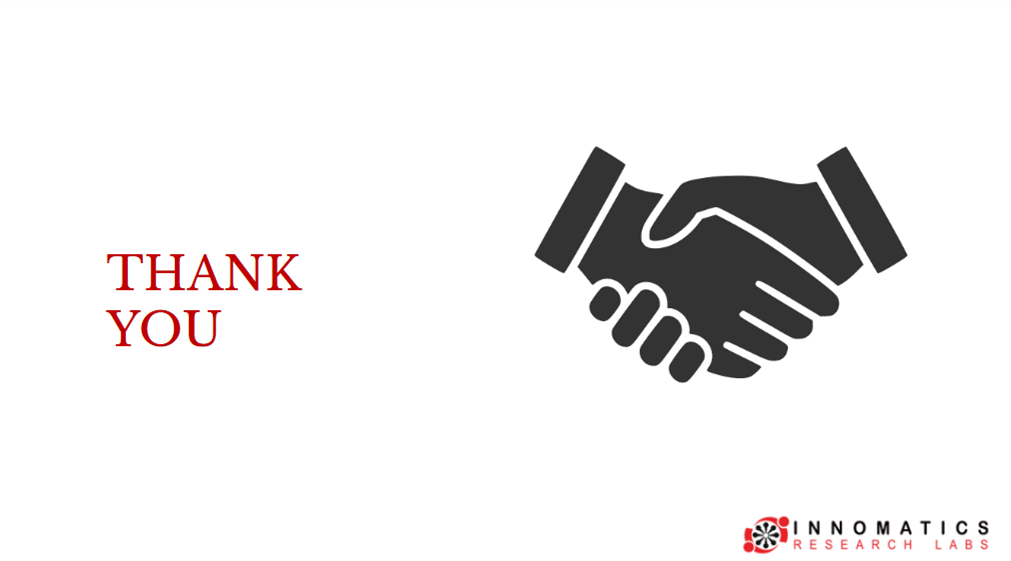 THANK
YOU
INNOMATICS
RESEARCH LABS